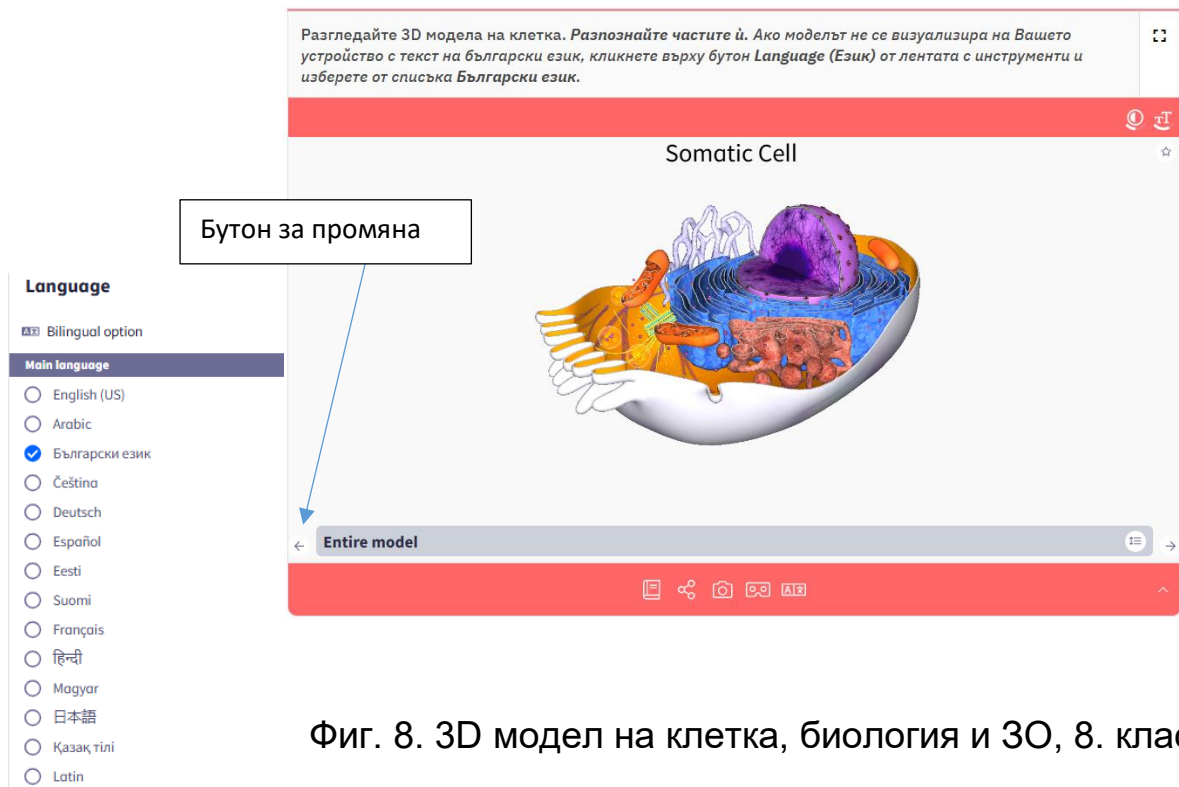 Разгледайте 3D модела на клетка. Разпознайте частите ѝ. Ако моделът не се визуализира на Вашето
устройство с текст на български език, кликнете върху бутон Language (Език) от лентата с инструменти и
изберете от списъка Български език.
Somatic Cell
Бутон за промяна
Language
Bilingual option
Main language
English (US)
Arabic
Български език
Čeština
Deutsch
Español
Eesti
Suomi
Français
हिन्दी
Magyar
日本語
Қазақ тілі
Latin
Entire model
Фиг. 8. 3D модел на клетка, биология и ЗО, 8. клас